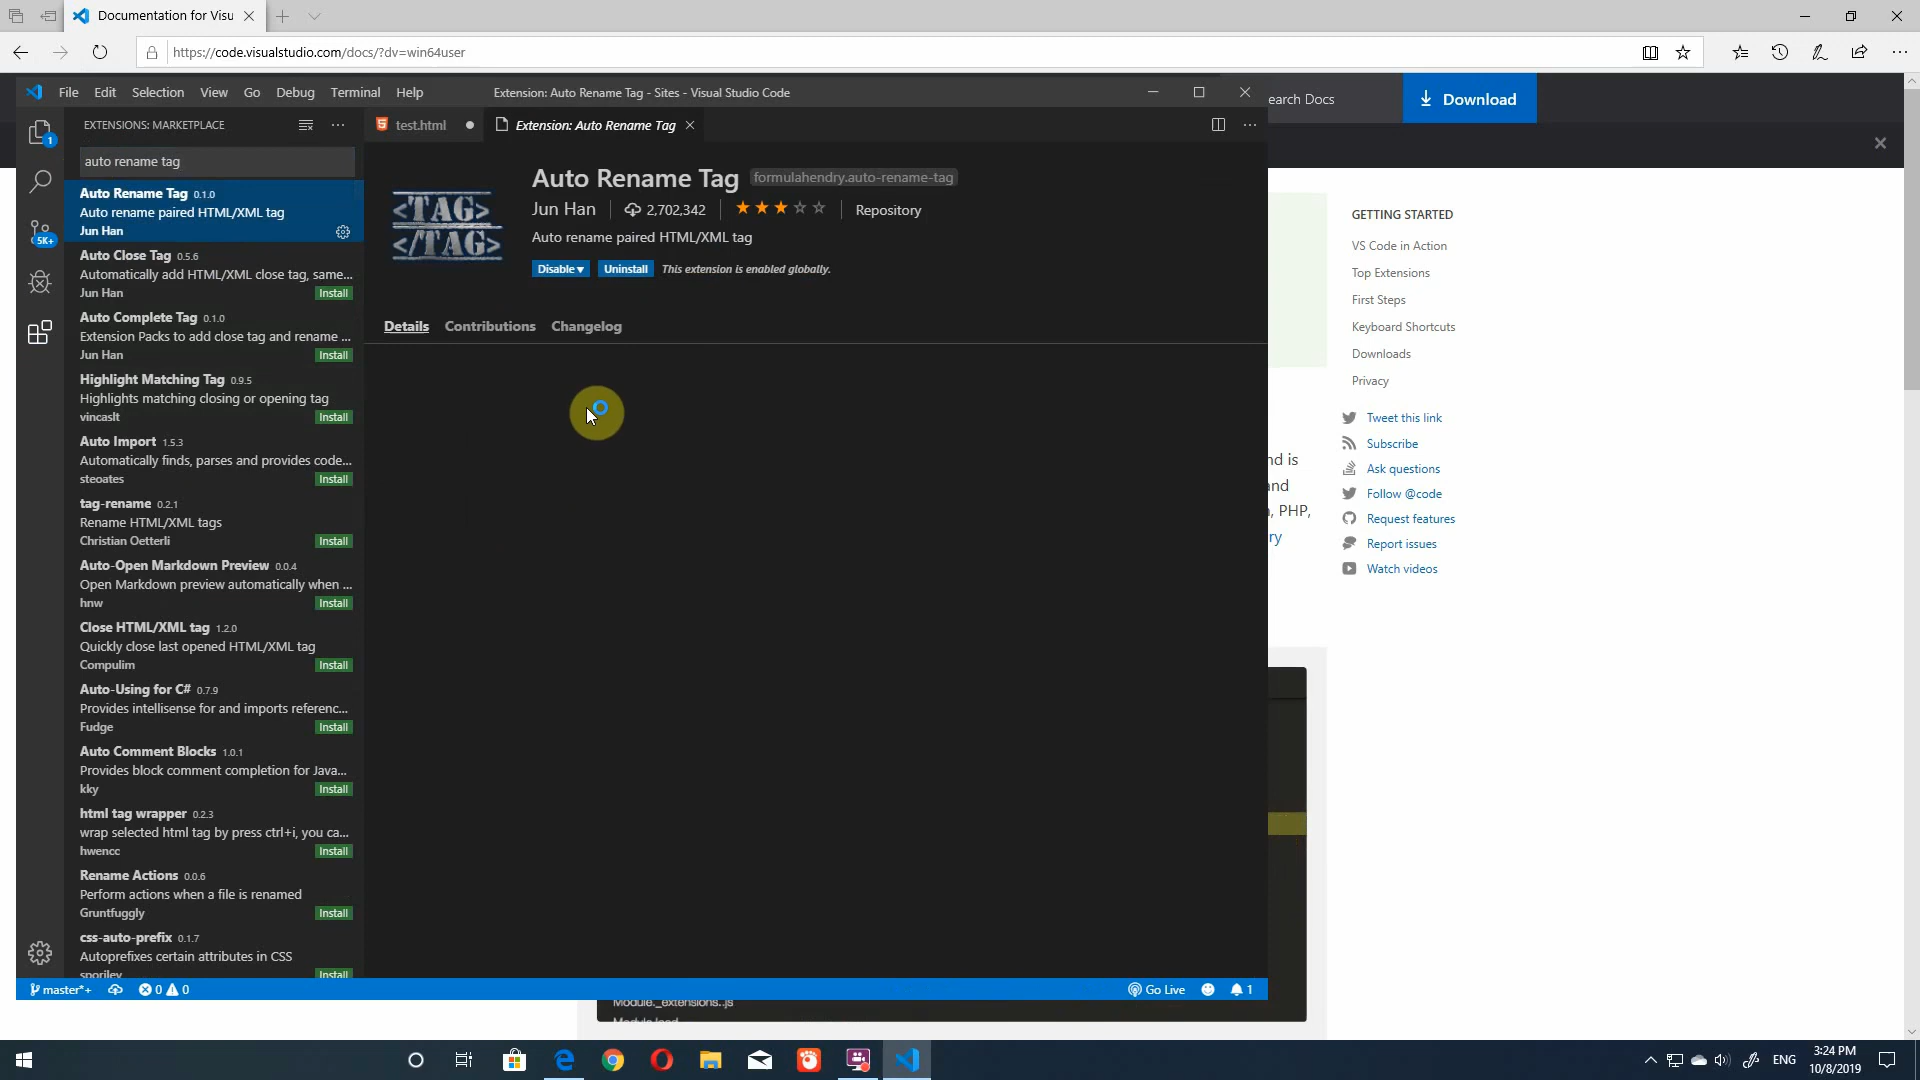 Documentation for Visu
https://code.visualstudio.com/docs/?dv=win64user
File Edit Selection View Go Debug Terminal Help
Extension: Auto Rename Tag - Sites - Visual Studio Code
earch Docs
Download
EXTENSIONS: MARKETPLACE
test.html
Extension: Auto Rename Tag
1
auto rename tag
Auto Rename Tag 0.1.0
Auto rename paired HTML/XML tag
Jun Han
5K+
Auto Close Tag 0.5.6
Automatically add HTML/XML close tag, same...
Jun Han Install
Auto Complete Tag 0.1.0
Extension Packs to add close tag and rename ...
Jun Han Install
Highlight Matching Tag 0.9.5
Highlights matching closing or opening tag
vincaslt Install
Auto Import 1.5.3
Automatically finds, parses and provides code...
steoates Install
tag-rename 0.2.1
Rename HTML/XML tags
Christian Oetterli Install
Auto-Open Markdown Preview 0.0.4
Open Markdown preview automatically when ...
hnw Install
Close HTML/XML tag 1.2.0
Quickly close last opened HTML/XML tag
Compulim Install
Auto-Using for C# 0.7.9
Provides intellisense for and imports referenc...
Fudge Install
Auto Comment Blocks 1.0.1
Provides block comment completion for Java...
kky Install
html tag wrapper 0.2.3
wrap selected html tag by press ctrl+i, you ca...
hwencc Install
Rename Actions 0.0.6
Perform actions when a file is renamed
Gruntfuggly Install
css-auto-prefix 0.1.7
Autoprefixes certain attributes in CSS
sporiley Install
<TAG>
</TAG>
Auto Rename Tag formulahendry.auto-rename-tag
Jun Han 2,702,342 Repository
Auto rename paired HTML/XML tag
Disable Uninstall This extension is enabled globally.
Details Contributions Changelog
GETTING STARTED
VS Code in Action
Top Extensions
First Steps
Keyboard Shortcuts
Downloads
Privacy
Tweet this link
Subscribe
Ask questions
Follow @code
Request features
Report issues
Watch videos
nd is
and
, PHP,
ry
master*+ 0 0
Go Live 1
Module._extensions..js
Module.load
ENG
3:24 PM
10/8/2019